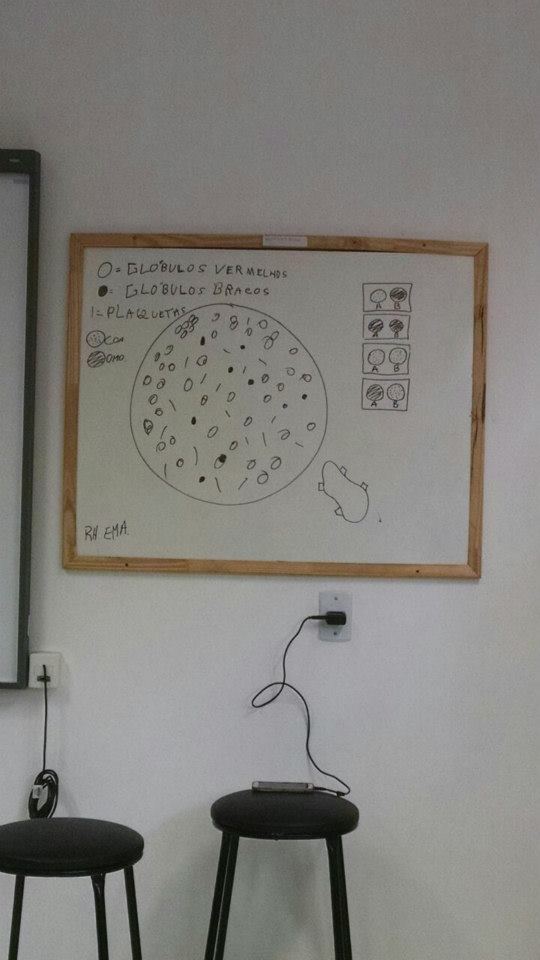 O = GLÓBULOS VERMELHOS
● = GLÓBULOS BRACOS
I = PLAQUETAS
COA
OMO
A B
A B
A B
A B
RH. EMA.